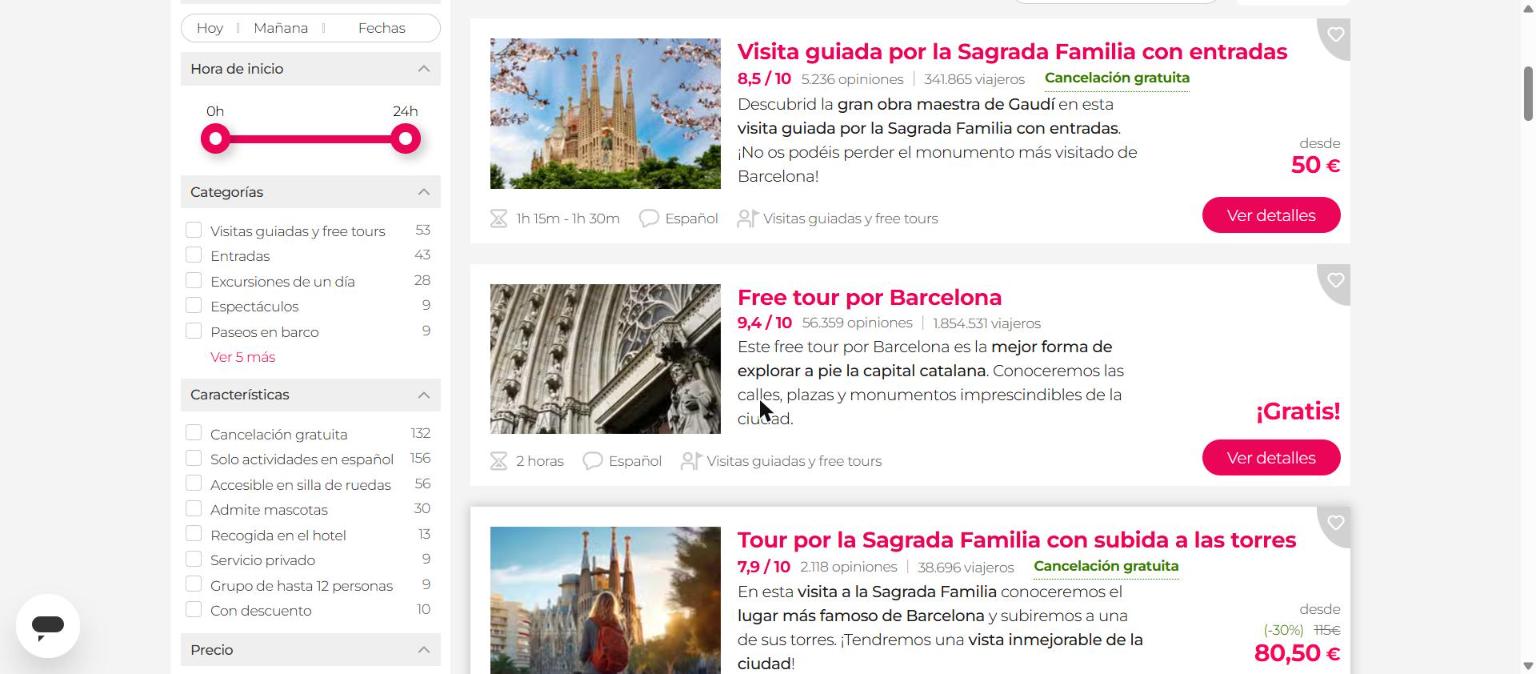 Hoy
Mañana
Fechas
Hora de inicio
0h
24h
Categorías
Visitas guiadas y free tours 53
Entradas 43
Excursiones de un día 28
Espectáculos 9
Paseos en barco 9
Ver 5 más
Características
Cancelación gratuita 132
Solo actividades en español 156
Accesible en silla de ruedas 56
Admite mascotas 30
Recogida en el hotel 13
Servicio privado 9
Grupo de hasta 12 personas 9
Con descuento 10
Precio
Visita guiada por la Sagrada Familia con entradas
8,5 / 10 5.236 opiniones 341.865 viajeros Cancelación gratuita
Descubrid la gran obra maestra de Gaudí en esta
visita guiada por la Sagrada Familia con entradas.
¡No os podéis perder el monumento más visitado de
Barcelona!
desde
50 €
1h 15m - 1h 30m Español Visitas guiadas y free tours
Ver detalles
Free tour por Barcelona
9,4 / 10 56.359 opiniones 1.854.531 viajeros
Este free tour por Barcelona es la mejor forma de
explorar a pie la capital catalana. Conoceremos las
calles, plazas y monumentos imprescindibles de la
ciudad.
¡Gratis!
2 horas Español Visitas guiadas y free tours
Ver detalles
Tour por la Sagrada Familia con subida a las torres
7,9 / 10 2.118 opiniones 38.696 viajeros Cancelación gratuita
En esta visita a la Sagrada Familia conoceremos el
lugar más famoso de Barcelona y subiremos a una
de sus torres. ¡Tendremos una vista inmejorable de la
ciudad!
desde
(-30%) 115€
80,50 €